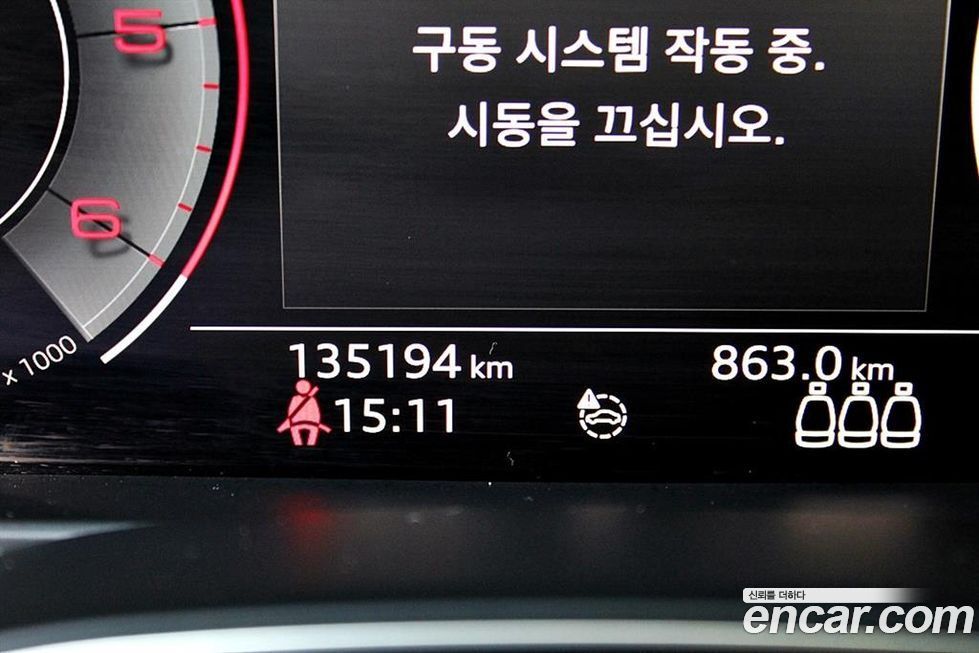 구동 시스템 작동 중.
시동을 끄십시오.
5
6
x 1000
135194 km
863.0 km
15:11
신뢰를 더하다
encar.com